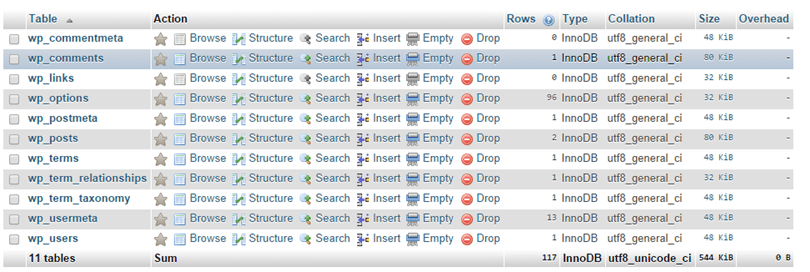 Table Action Rows Type Collation Size Overhead
wp_commentmeta Browse Structure Search Insert Empty Drop 0 InnoDB utf8_general_ci 48 KiB -
wp_comments Browse Structure Search Insert Empty Drop 1 InnoDB utf8_general_ci 80 KiB -
wp_links Browse Structure Search Insert Empty Drop 0 InnoDB utf8_general_ci 32 KiB -
wp_options Browse Structure Search Insert Empty Drop 96 InnoDB utf8_general_ci 32 KiB -
wp_postmeta Browse Structure Search Insert Empty Drop 1 InnoDB utf8_general_ci 48 KiB -
wp_posts Browse Structure Search Insert Empty Drop 2 InnoDB utf8_general_ci 80 KiB -
wp_terms Browse Structure Search Insert Empty Drop 1 InnoDB utf8_general_ci 48 KiB -
wp_term_relationships Browse Structure Search Insert Empty Drop 1 InnoDB utf8_general_ci 32 KiB -
wp_term_taxonomy Browse Structure Search Insert Empty Drop 1 InnoDB utf8_general_ci 48 KiB -
wp_usermeta Browse Structure Search Insert Empty Drop 13 InnoDB utf8_general_ci 48 KiB -
wp_users Browse Structure Search Insert Empty Drop 1 InnoDB utf8_general_ci 48 KiB -
11 tables Sum 117 InnoDB utf8_unicode_ci 544 KiB 0 B